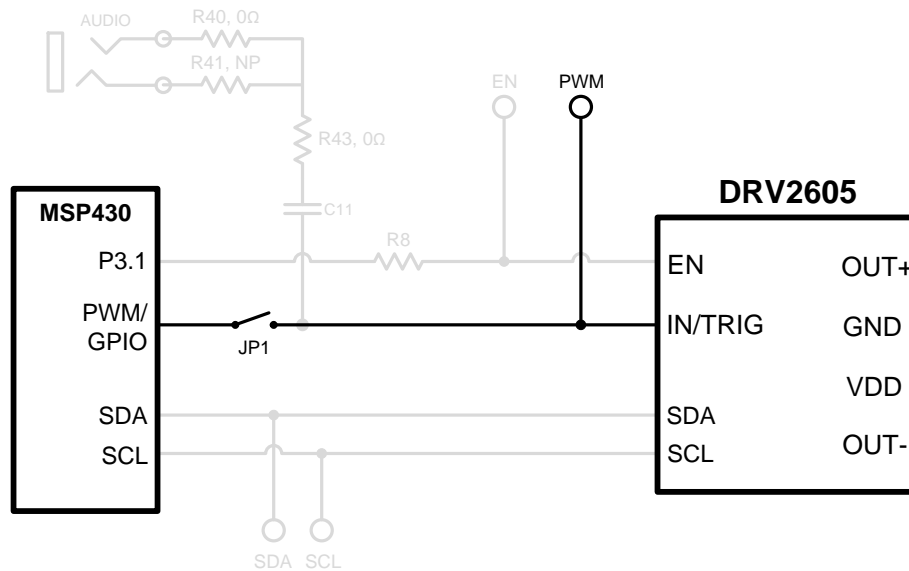 AUDIO
R40, 0Ω
R41, NP
EN
PWM
R43, 0Ω
C11
DRV2605
MSP430
P3.1
R8
EN
OUT+
PWM/
GPIO
JP1
IN/TRIG
GND
VDD
SDA
SDA
OUT-
SCL
SCL
SDA
SCL